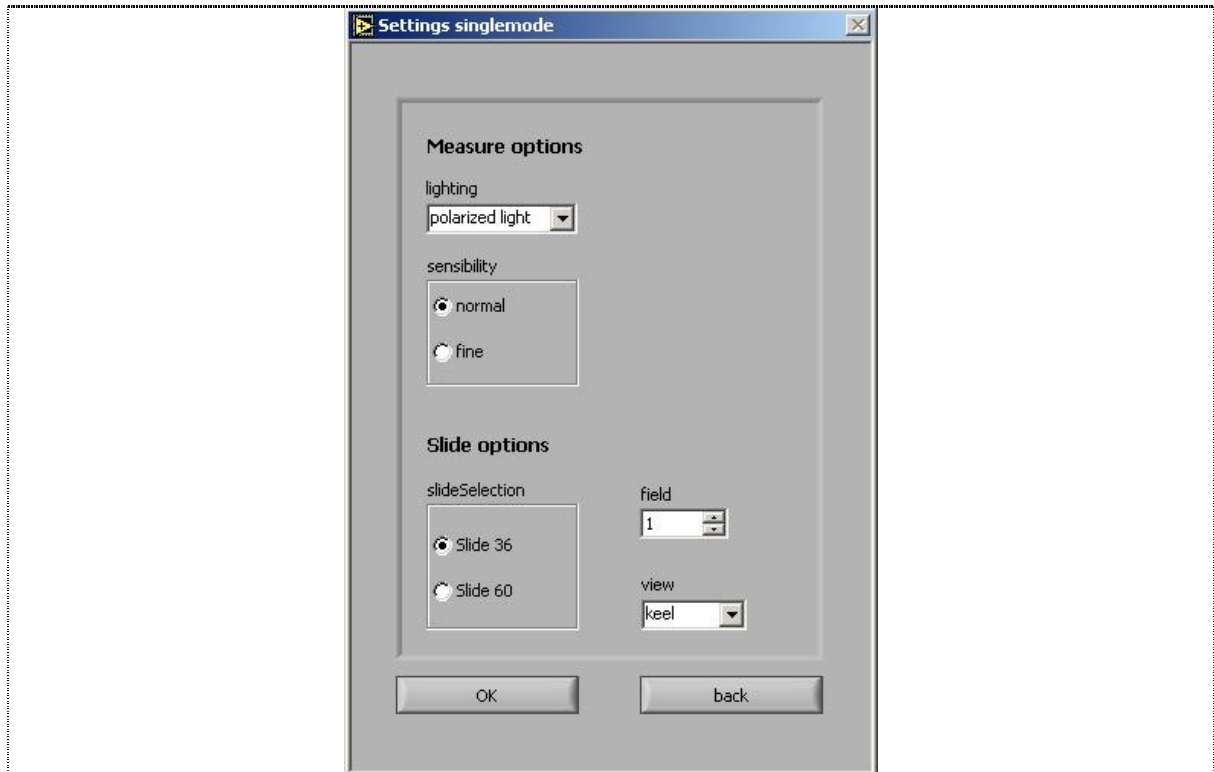 Settings singlemode
Measure options
lighting
polarized light
sensibility
normal
fine
Slide options
slideSelection
Slide 36
Slide 60
field
1
view
keel
OK
back